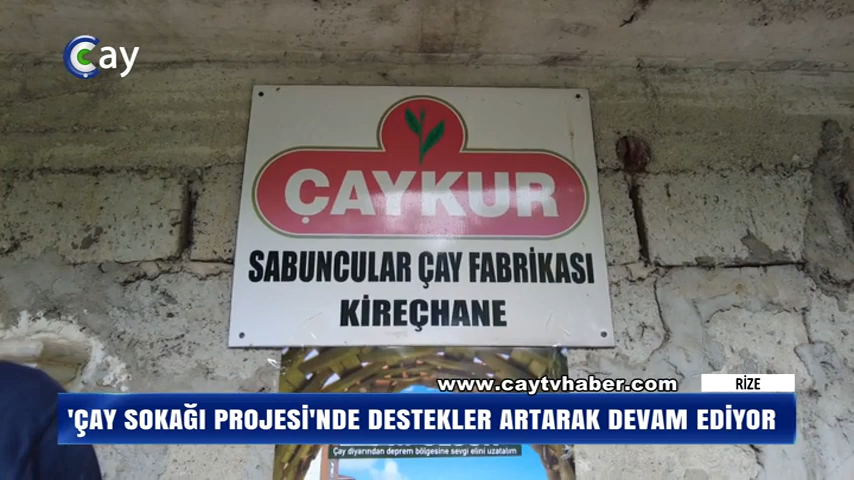 Çay
ÇAYKUR
SABUNCULAR ÇAY FABRİKASI
KİREÇHANE
www.caytvhaber.com
RİZE
'ÇAY SOKAĞI PROJESİ'NDE DESTEKLER ARTARAK DEVAM EDİYOR
Çay diyarından deprem bölgesine sevgi elini uzatalım